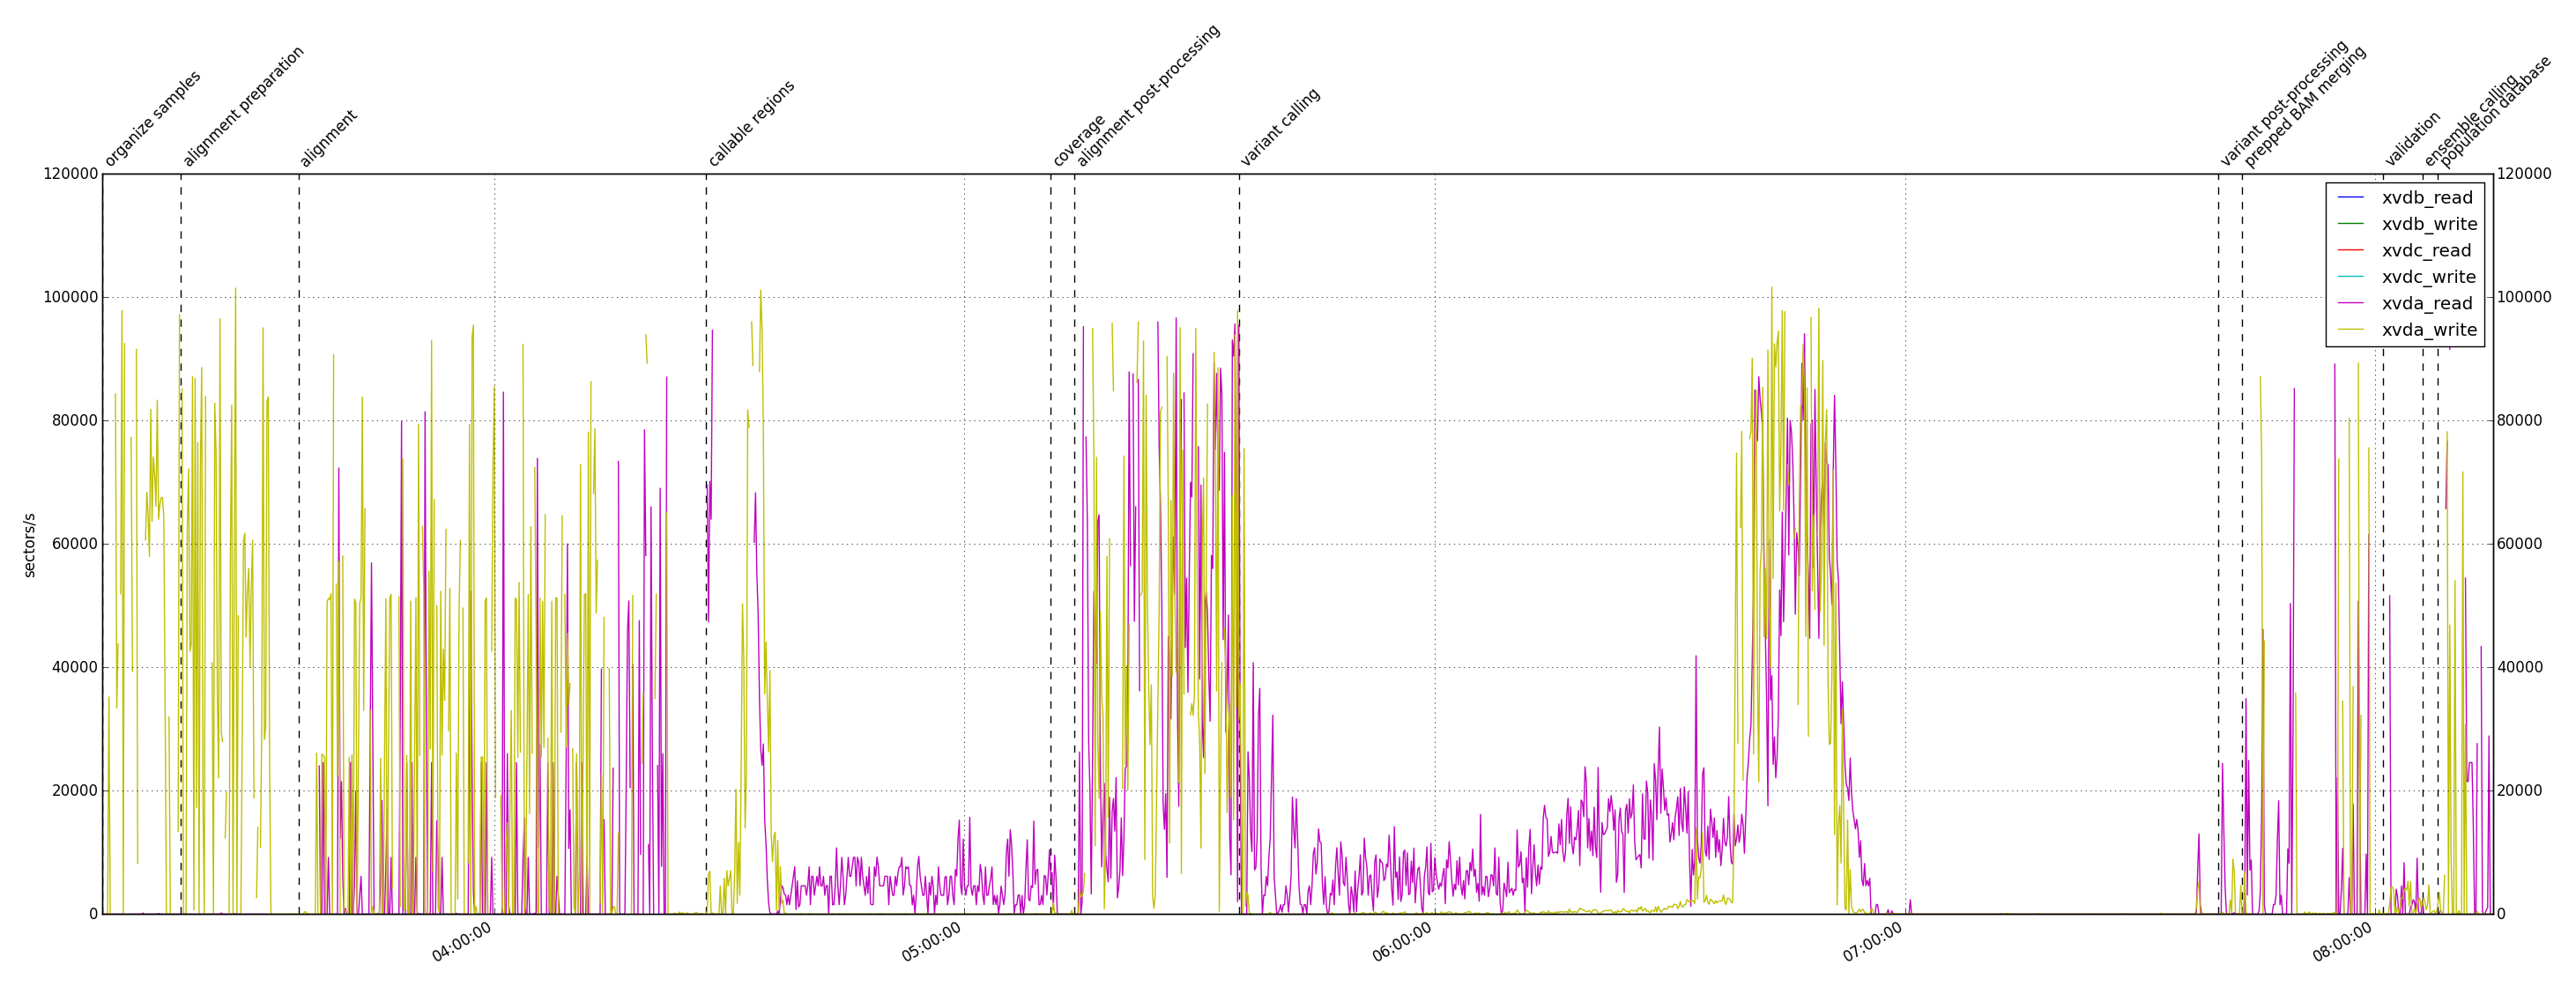 organize samples
alignment preparation
alignment
callable regions
coverage
alignment post-processing
variant calling
variant post-processing
prepped BAM merging
validation
ensemble calling
population database
120000
100000
80000
60000
40000
20000
0
sectors/s
120000
100000
80000
60000
40000
20000
0
xvdb_read
xvdb_write
xvdc_read
xvdc_write
xvda_read
xvda_write
04:00:00
05:00:00
06:00:00
07:00:00
08:00:00